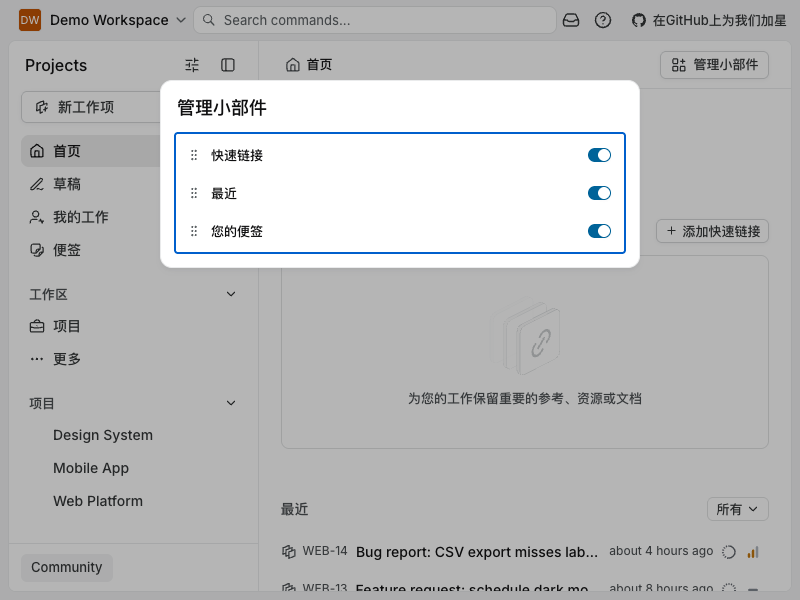 DW Demo Workspace
Search commands...
在GitHub上为我们加星
Projects
首页
管理小部件
新工作项
管理小部件
快速链接
最近
您的便签
首页
草稿
我的工作
便签
添加快速链接
工作区
项目
更多
为您的工作保留重要的参考、资源或文档
项目
Design System
Mobile App
Web Platform
最近
所有
WEB-14 Bug report: CSV export misses lab... about 4 hours ago
WEB-13 Feature request: schedule dark mo... about 8 hours ago
Community